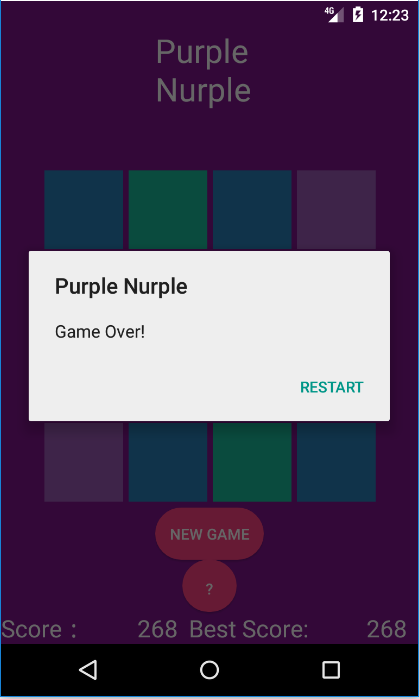 4G 12:23
Purple
Nurple
Purple Nurple
Game Over!
RESTART
NEW GAME
?
Score : 268 Best Score: 268